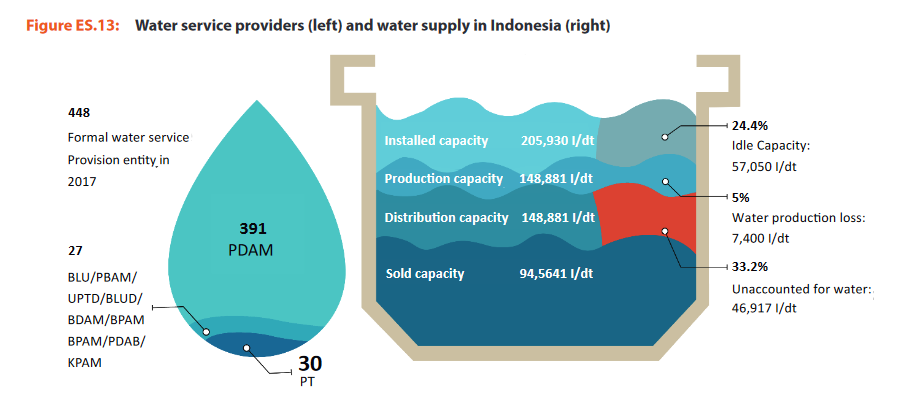 Figure ES.13: Water service providers (left) and water supply in Indonesia (right)
448
Formal water service
Provision entity in
2017
27
BLU/PBAM/
UPTD/BLUD/
BDAM/BPAM
BPAM/PDAB/
KPAM
391
PDAM
30
PT
Installed capacity 205,930 l/dt
Production capacity 148,881 l/dt
Distribution capacity 148,881 l/dt
Sold capacity 94,5641 l/dt
24.4%
Idle Capacity:
57,050 l/dt
5%
Water production loss:
7,400 l/dt
33.2%
Unaccounted for water:
46,917 l/dt